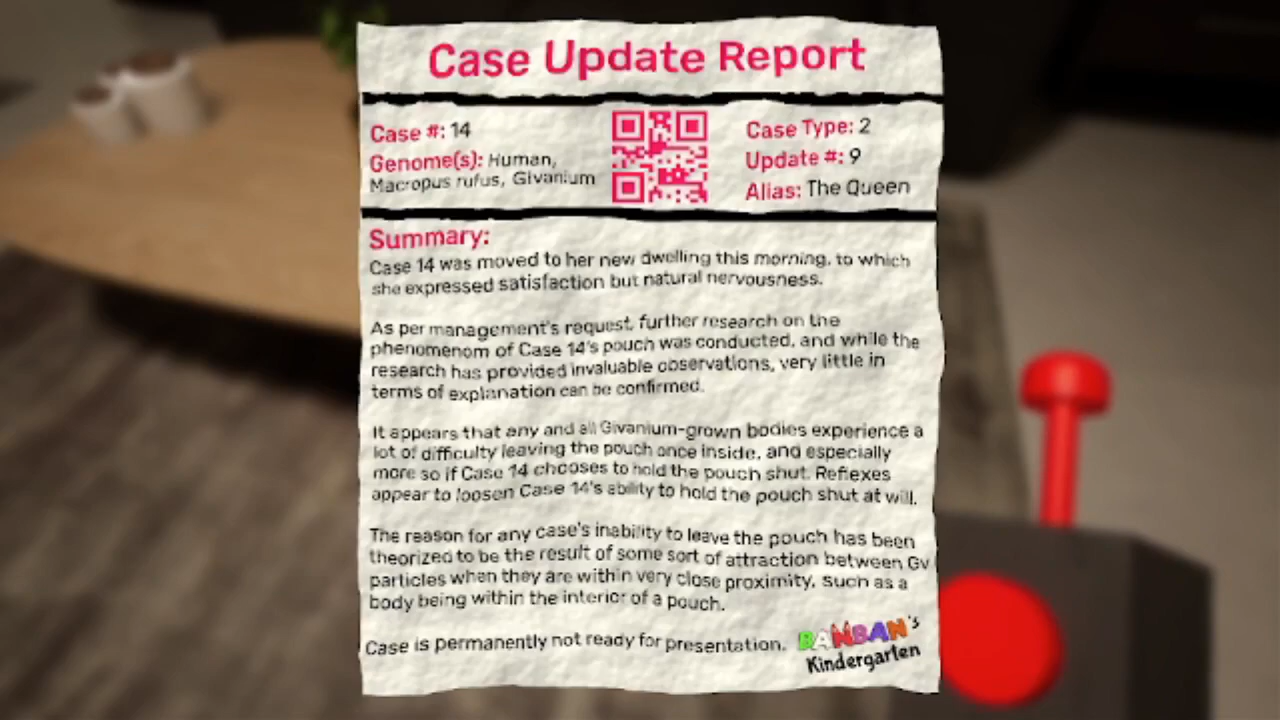 Case Update Report
Case #: 14
Genome(s): Human,
Macropus rufus, Givanium
Case Type: 2
Update #: 9
Alias: The Queen
Summary:
Case 14 was moved to her new dwelling this morning, to which
she expressed satisfaction but natural nervousness.
As per management's request, further research on the
phenomenom of Case 14's pouch was conducted, and while the
research has provided invaluable observations, very little in
terms of explanation can be confirmed.
It appears that any and all Givanium-grown bodies experience a
lot of difficulty leaving the pouch once inside, and especially
more so if Case 14 chooses to hold the pouch shut. Reflexes
appear to loosen Case 14's ability to hold the pouch shut at will.
The reason for any case's inability to leave the pouch has been
theorized to be the result of some sort of attraction between Gv
particles when they are within very close proximity, such as a
body being within the interior of a pouch.
Case is permanently not ready for presentation.
BANBAN's
Kindergarten